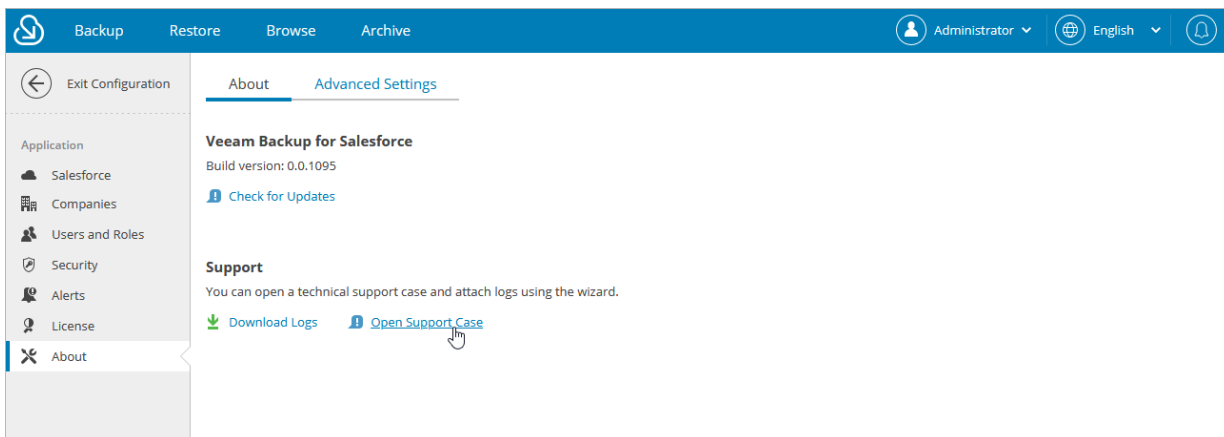 Backup Restore Browse Archive Administrator English
Exit Configuration
About Advanced Settings
Application
Salesforce
Companies
Users and Roles
Security
Alerts
License
About
Veeam Backup for Salesforce
Build version: 0.0.1095
Check for Updates
Support
You can open a technical support case and attach logs using the wizard.
Download Logs Open Support Case